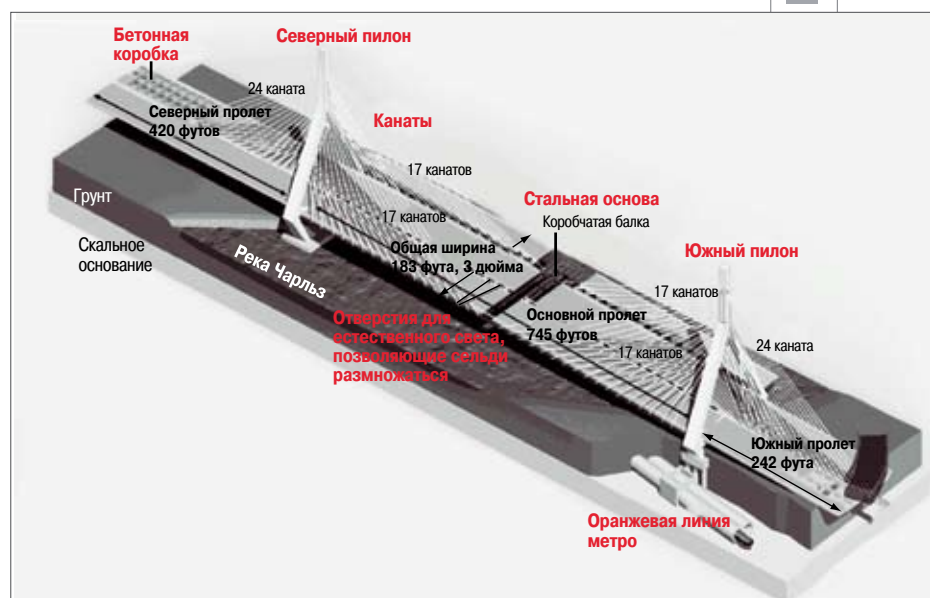 Бетонная
коробка
Северный пилон
24 каната
Северный пролет
420 футов
Канаты
17 канатов
Стальная основа
Коробчатая балка
Грунт
17 канатов
Скальное
основание
Общая ширина
183 фута, 3 дюйма
Южный пилон
Река Чарльз
17 канатов
Основной пролет
745 футов
Отверстия для
естественного света,
позволяющие сельди
размножаться
17 канатов
24 каната
Южный пролет
242 фута
Оранжевая линия
метро